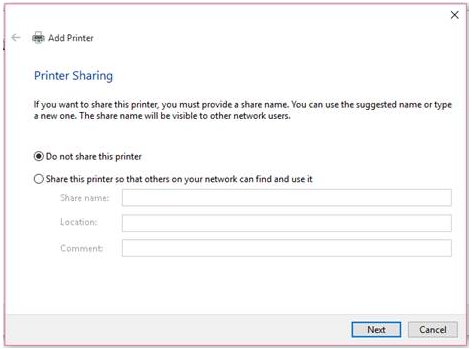 Add Printer
Printer Sharing
If you want to share this printer, you must provide a share name. You can use the suggested name or type
a new one. The share name will be visible to other network users.
Do not share this printer
Share this printer so that others on your network can find and use it
Share name:
Location:
Comment:
Next
Cancel